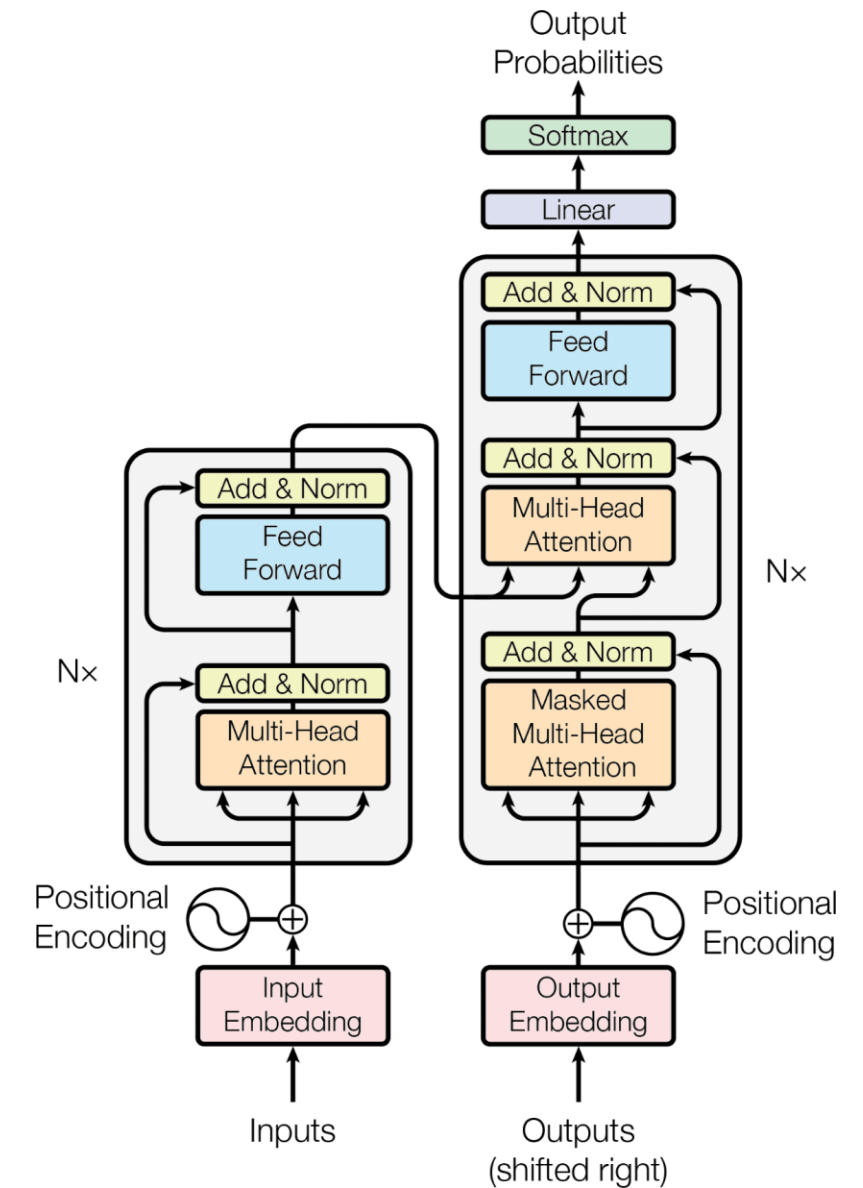 Output
Probabilities
Softmax
Linear
Add & Norm
Feed
Forward
Add & Norm
Multi-Head
Attention
Add & Norm
Masked
Multi-Head
Attention
N×
Positional
Encoding
Output
Embedding
Outputs
(shifted right)
Add & Norm
Feed
Forward
Add & Norm
Multi-Head
Attention
N×
Positional
Encoding
Input
Embedding
Inputs